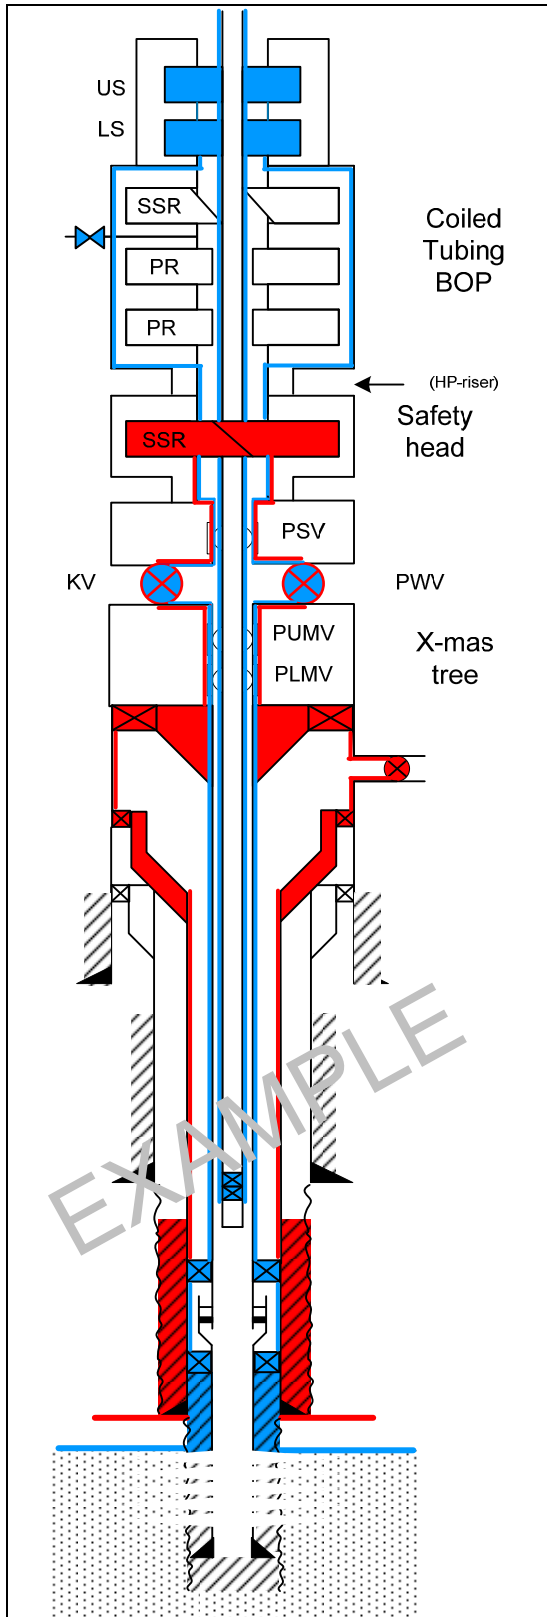 US
LS
SSR
PR
PR
Coiled
Tubing
BOP
(HP-riser)
Safety
head
SSR
PSV
KV
PWV
PUMV
PLMV
X-mas
tree
EXAMPLE